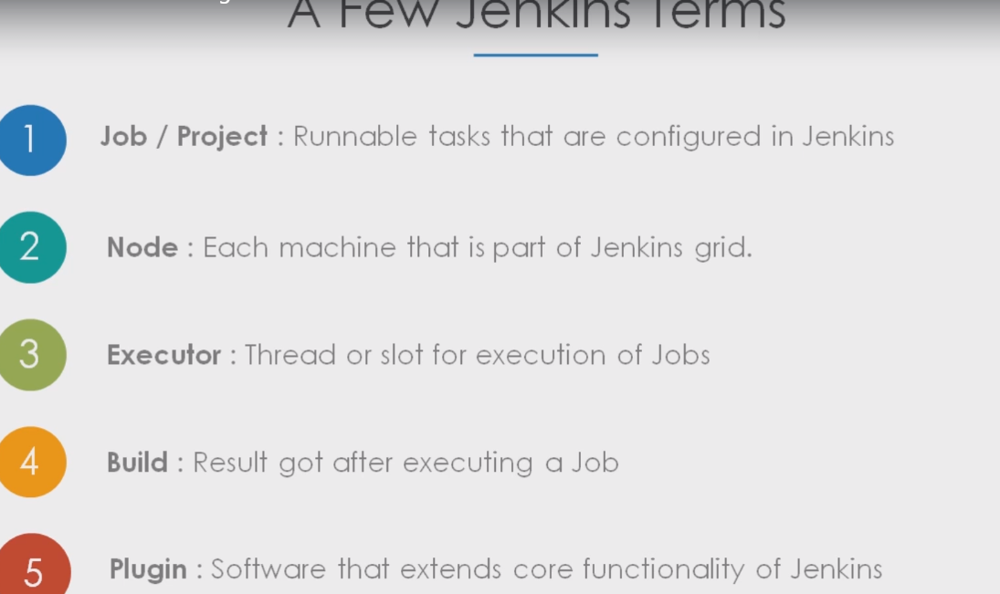 A Few Jenkins Terms
1 Job / Project : Runnable tasks that are configured in Jenkins
2 Node : Each machine that is part of Jenkins grid.
3 Executor : Thread or slot for execution of Jobs
4 Build : Result got after executing a Job
5 Plugin : Software that extends core functionality of Jenkins